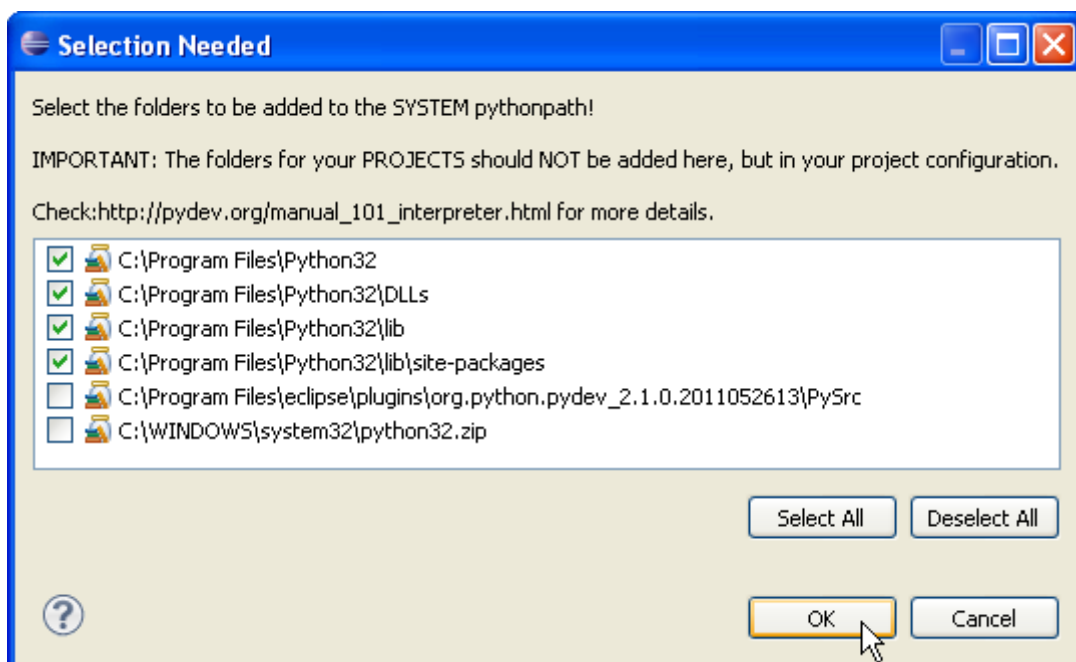 Selection Needed
Select the folders to be added to the SYSTEM pythonpath!
IMPORTANT: The folders for your PROJECTS should NOT be added here, but in your project configuration.
Check:http://pydev.org/manual_101_interpreter.html for more details.
C:\Program Files\Python32
C:\Program Files\Python32\DLLs
C:\Program Files\Python32\lib
C:\Program Files\Python32\lib\site-packages
C:\Program Files\eclipse\plugins\org.python.pydev_2.1.0.2011052613\PySrc
C:\WINDOWS\system32\python32.zip
Select All Deselect All
? OK Cancel